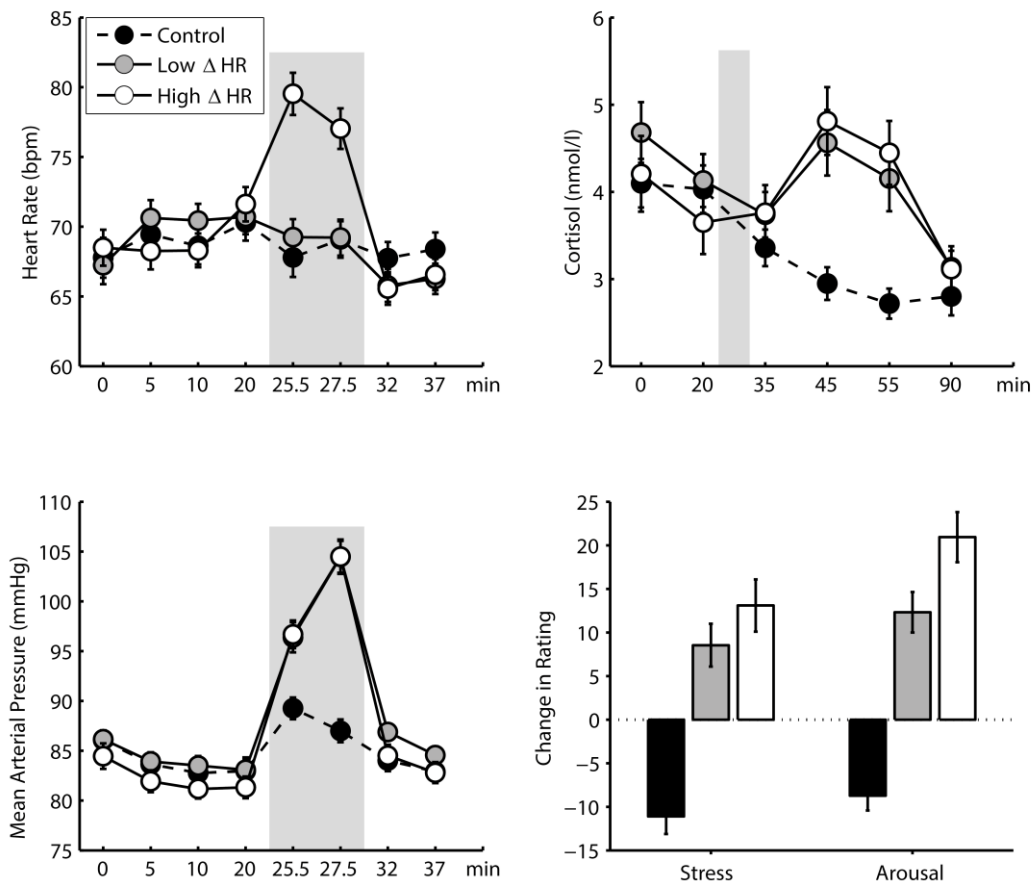 85
80
75
70
65
60
Heart Rate (bpm)
Control
Low Δ HR
High Δ HR
0 5 10 20 25.5 27.5 32 37 min
6
5
4
3
2
Cortisol (nmol/l)
0 20 35 45 55 90 min
110
105
100
95
90
85
80
75
Mean Arterial Pressure (mmHg)
0 5 10 20 25.5 27.5 32 37 min
25
20
15
10
5
0
−5
−10
−15
Change in Rating
Stress Arousal